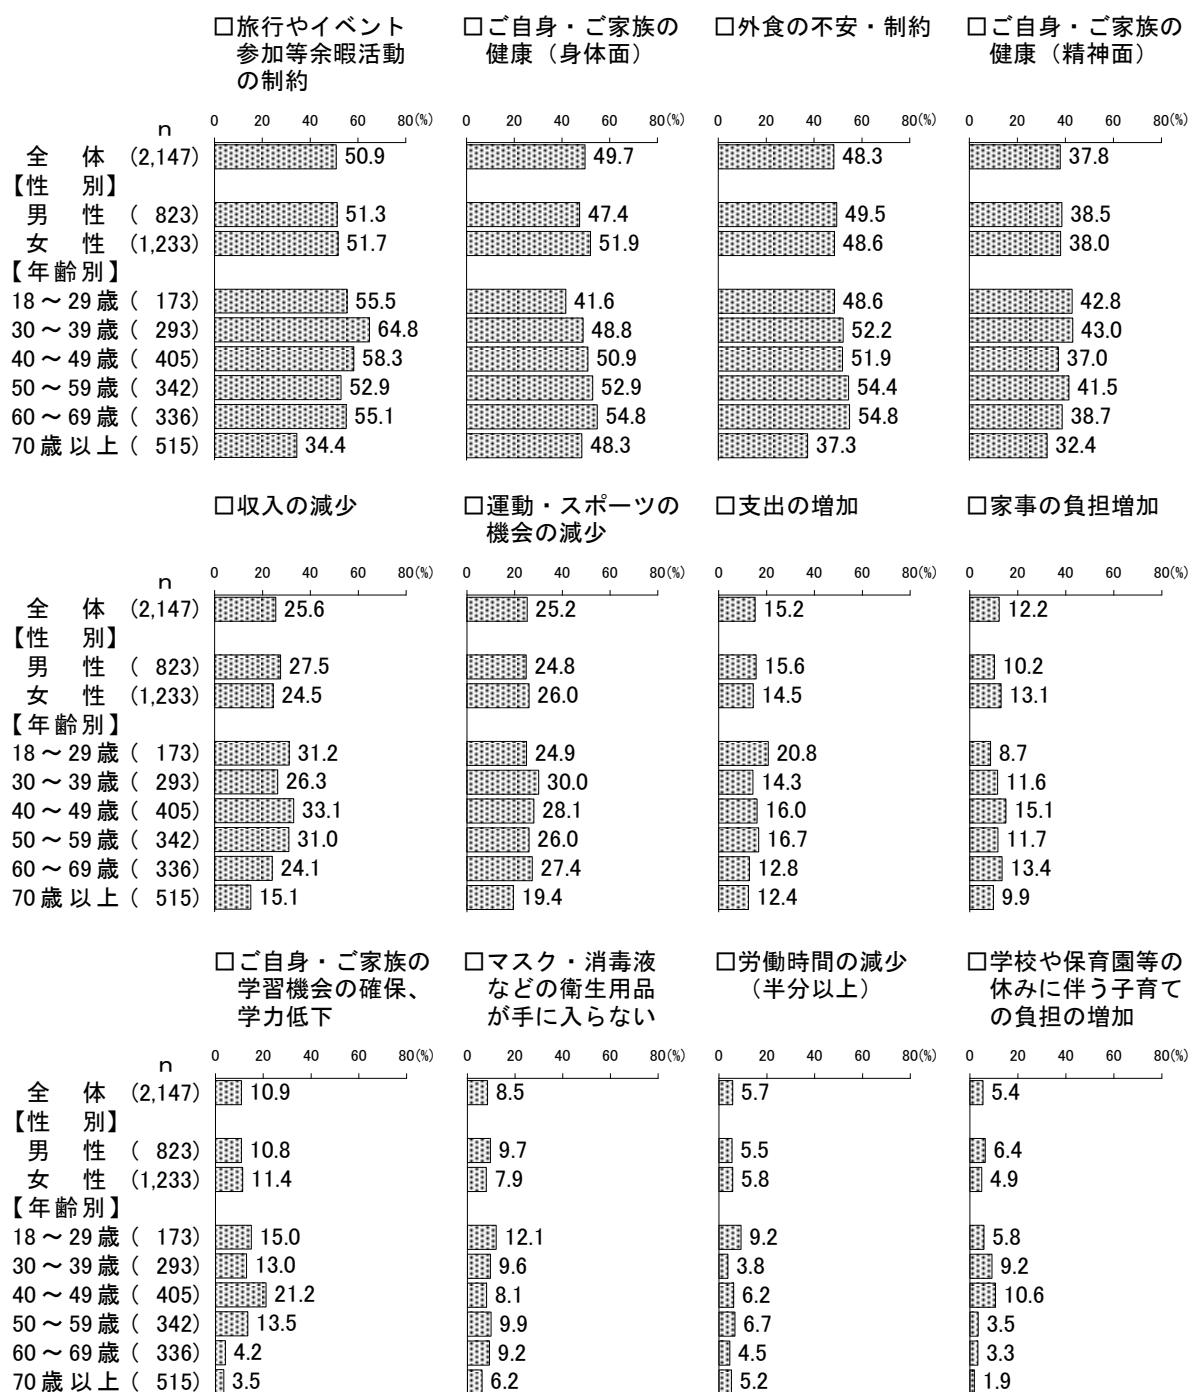 □旅行やイベント 参加等余暇活動 の制約
□ご自身・ご家族の 健康（身体面）
□外食の不安・制約
□ご自身・ご家族の 健康（精神面）
n 0 20 40 60 80(%) 0 20 40 60 80(%) 0 20 40 60 80(%) 0 20 40 60 80(%)
全体 (2,147) 50.9 49.7 48.3 37.8
【性別】
男性 ( 823) 51.3 47.4 49.5 38.5
女性 (1,233) 51.7 51.9 48.6 38.0
【年齢別】
18～29歳 ( 173) 55.5 41.6 48.6 42.8
30～39歳 ( 293) 64.8 48.8 52.2 43.0
40～49歳 ( 405) 58.3 50.9 51.9 37.0
50～59歳 ( 342) 52.9 52.9 54.4 41.5
60～69歳 ( 336) 55.1 54.8 54.8 38.7
70歳以上 ( 515) 34.4 48.3 37.3 32.4
□収入の減少
□運動・スポーツの 機会の減少
□支出の増加
□家事の負担増加
n 0 20 40 60 80(%) 0 20 40 60 80(%) 0 20 40 60 80(%) 0 20 40 60 80(%)
全体 (2,147) 25.6 25.2 15.2 12.2
【性別】
男性 ( 823) 27.5 24.8 15.6 10.2
女性 (1,233) 24.5 26.0 14.5 13.1
【年齢別】
18～29歳 ( 173) 31.2 24.9 20.8 8.7
30～39歳 ( 293) 26.3 30.0 14.3 11.6
40～49歳 ( 405) 33.1 28.1 16.0 15.1
50～59歳 ( 342) 31.0 26.0 16.7 11.7
60～69歳 ( 336) 24.1 27.4 12.8 13.4
70歳以上 ( 515) 15.1 19.4 12.4 9.9
□ご自身・ご家族の 学習機会の確保、 学力低下
□マスク・消毒液 などの衛生用品 が手に入らない
□労働時間の減少 （半分以上）
□学校や保育園等の 休みに伴う子育て の負担の増加
n 0 20 40 60 80(%) 0 20 40 60 80(%) 0 20 40 60 80(%) 0 20 40 60 80(%)
全体 (2,147) 10.9 8.5 5.7 5.4
【性別】
男性 ( 823) 10.8 9.7 5.5 6.4
女性 (1,233) 11.4 7.9 5.8 4.9
【年齢別】
18～29歳 ( 173) 15.0 12.1 9.2 5.8
30～39歳 ( 293) 13.0 9.6 3.8 9.2
40～49歳 ( 405) 21.2 8.1 6.2 10.6
50～59歳 ( 342) 13.5 9.9 6.7 3.5
60～69歳 ( 336) 4.2 9.2 4.5 3.3
70歳以上 ( 515) 3.5 6.2 5.2 1.9